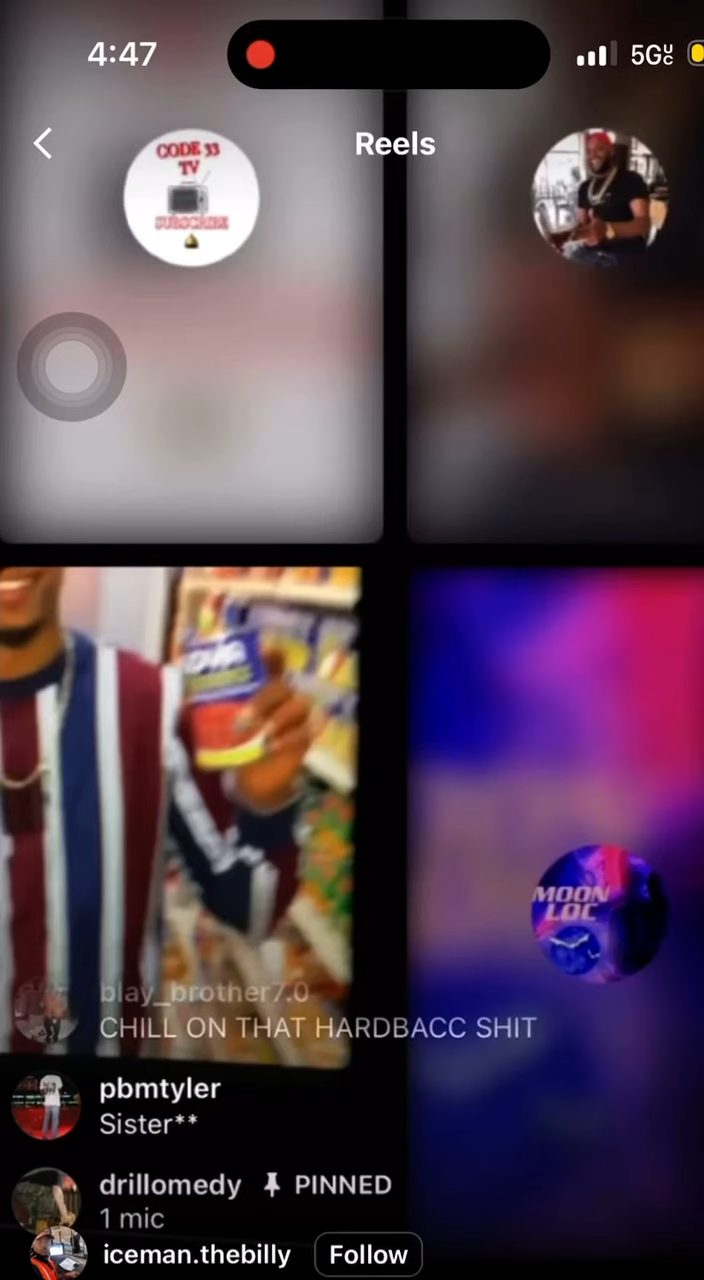 4:47
5G
Reels
CODE 33
TV
SUBSCRIBE
MOON
LOC
blay_brother7.0
CHILL ON THAT HARDBACC SHIT
pbmtyler
Sister**
drillomedy PINNED
1 mic
iceman.thebilly Follow